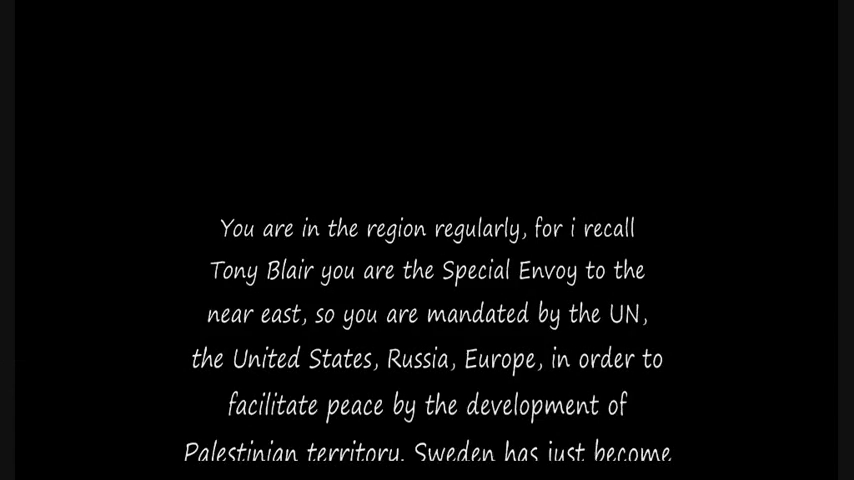 You are in the region regularly, for i recall
Tony Blair you are the Special Envoy to the
near east, so you are mandated by the UN,
the United States, Russia, Europe, in order to
facilitate peace by the development of
Palestinian territory. Sweden has just become